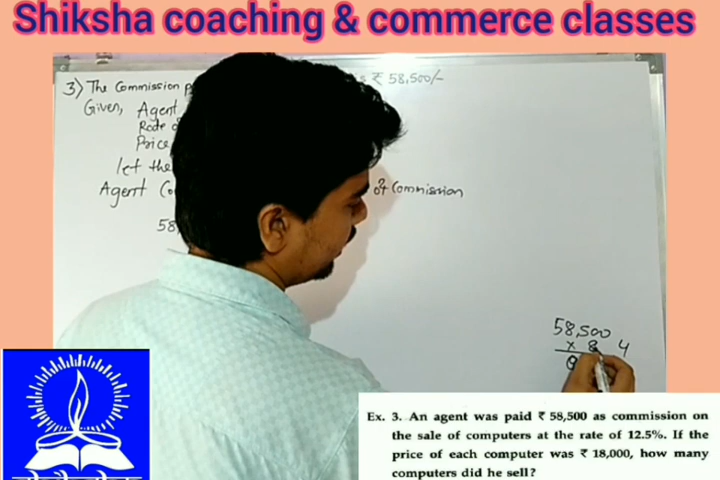 Shiksha coaching & commerce classes
3) The Commission ₹ 58,500/-
Given, Agent
Rate
Price
let the
Agent of Commission
58,
58,500
x 8 4
0
Ex. 3. An agent was paid ₹ 58,500 as commission on
the sale of computers at the rate of 12.5%. If the
price of each computer was ₹ 18,000, how many
computers did he sell?